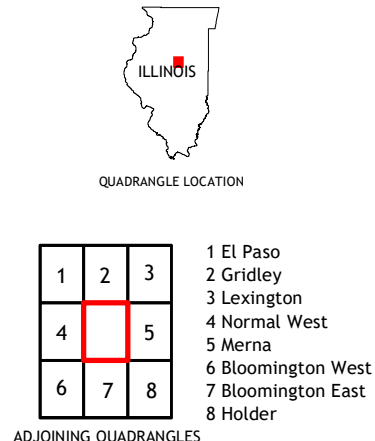 ILLINOIS
QUADRANGLE LOCATION
1 2 3
4 5
6 7 8
1 El Paso
2 Gridley
3 Lexington
4 Normal West
5 Merna
6 Bloomington West
7 Bloomington East
8 Holder
ADJOINING QUADRANGLES